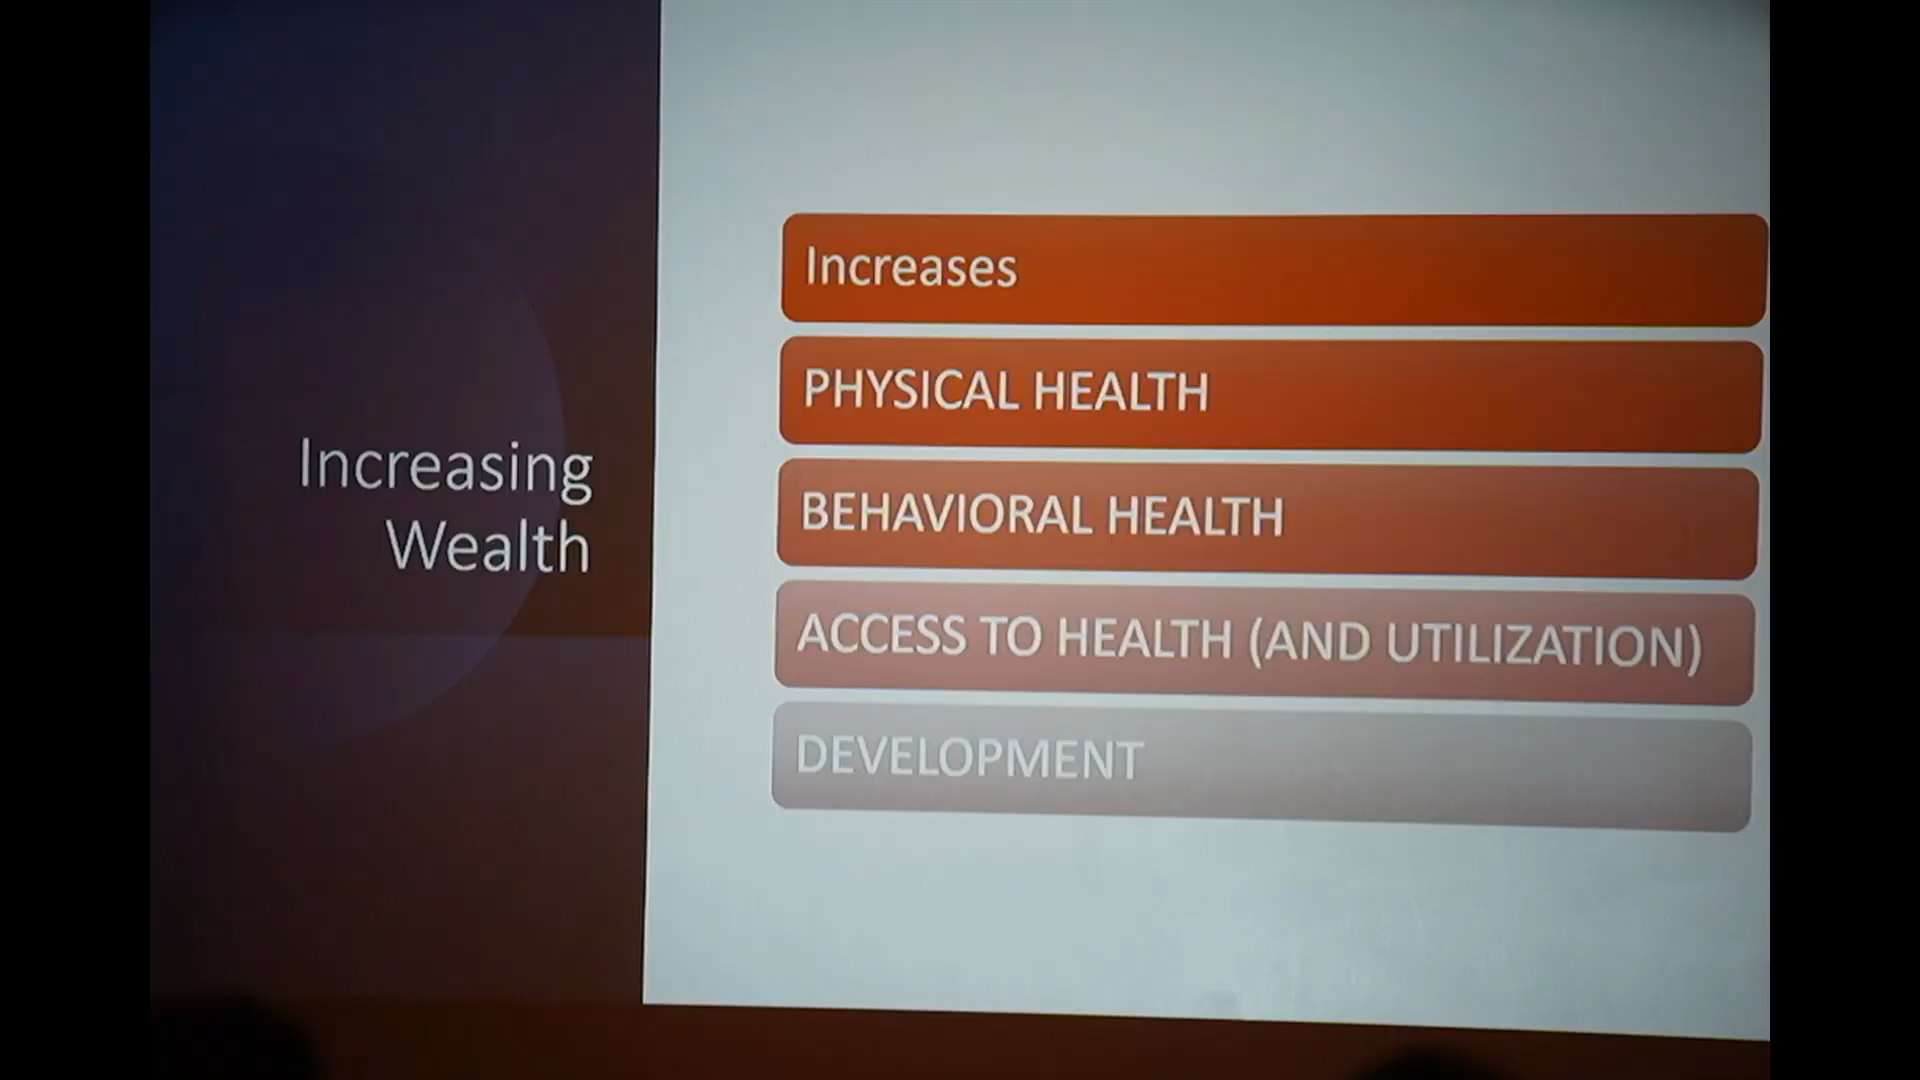 Increasing
Wealth
Increases
PHYSICAL HEALTH
BEHAVIORAL HEALTH
ACCESS TO HEALTH (AND UTILIZATION)
DEVELOPMENT